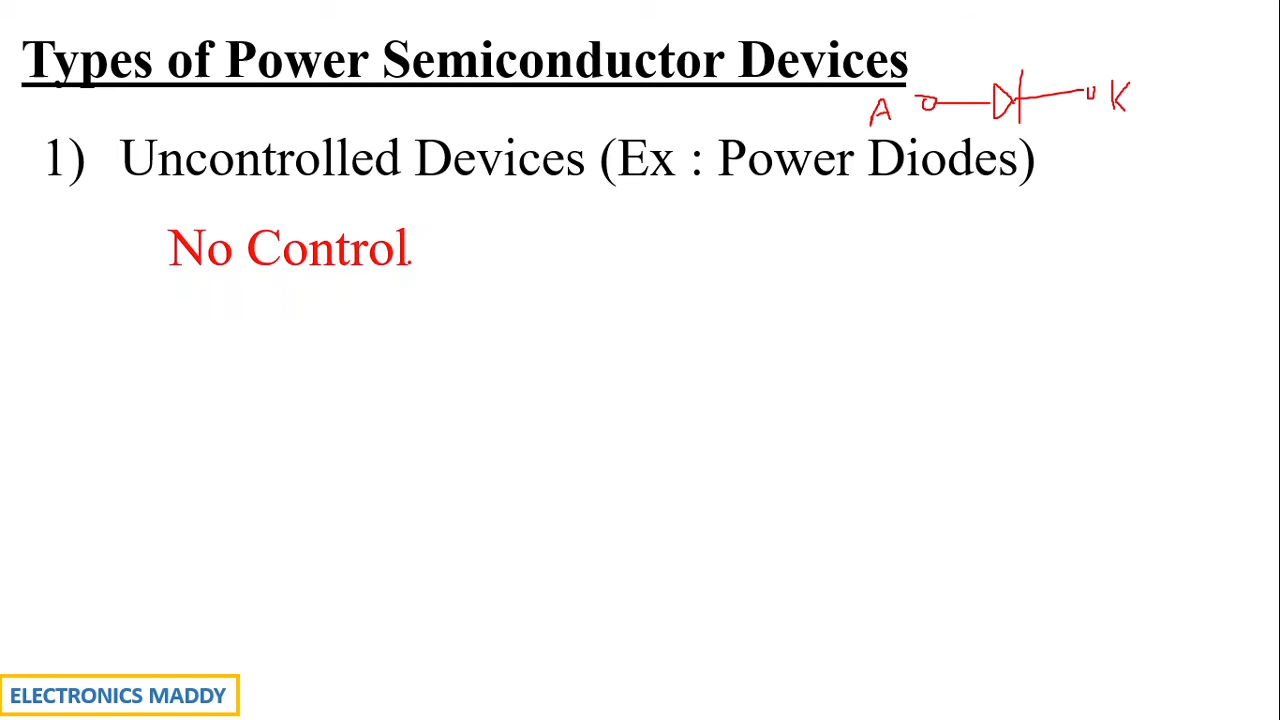 Types of Power Semiconductor Devices
A K
1) Uncontrolled Devices (Ex : Power Diodes)
No Control
ELECTRONICS MADDY